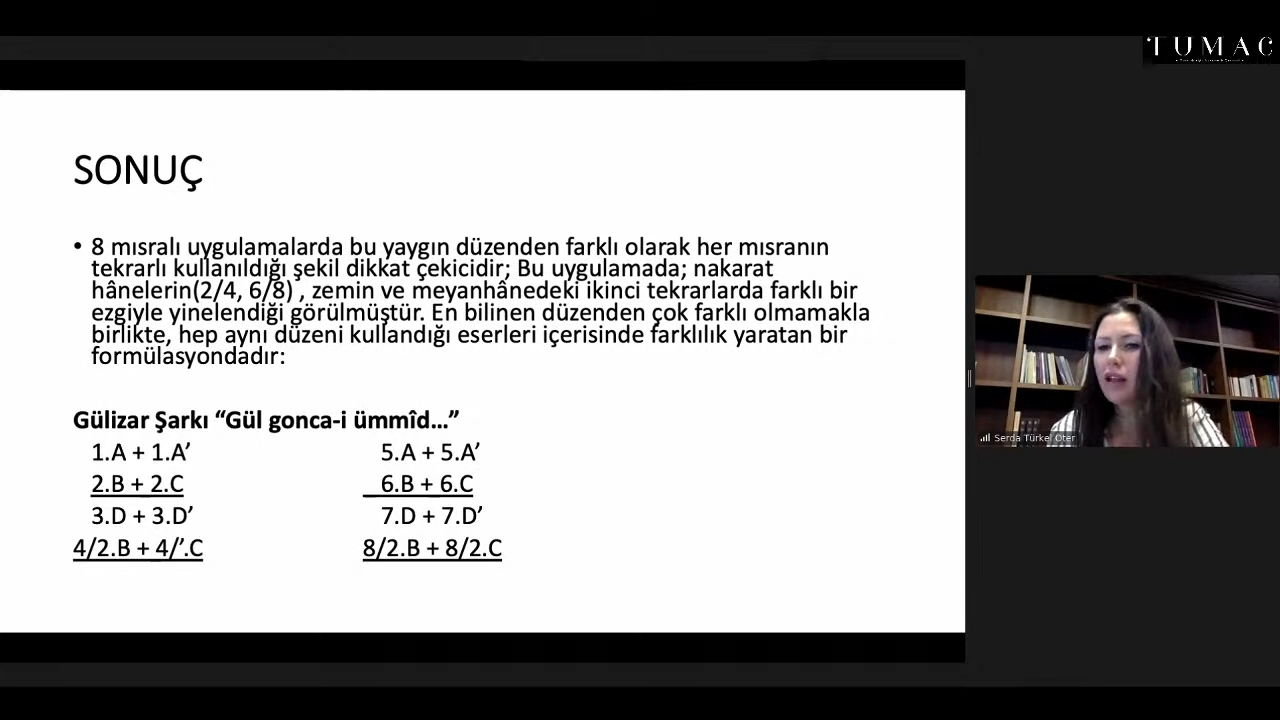 TUMAC
SONUÇ
• 8 mısralı uygulamalarda bu yaygın düzenden farklı olarak her mısranın
tekrarlı kullanıldığı şekil dikkat çekicidir; Bu uygulamada; nakarat
hânelerin(2/4, 6/8) , zemin ve meyanhânedeki ikinci tekrarlarda farklı bir
ezgiyle yinelendiği görülmüştür. En bilinen düzenden çok farklı olmamakla
birlikte, hep aynı düzeni kullandığı eserleri içerisinde farklılık yaratan bir
formülasyondadır:
Gülizar Şarkı “Gül gonca-i ümmîd...”
1.A + 1.A’ 5.A + 5.A’
2.B + 2.C 6.B + 6.C
3.D + 3.D’ 7.D + 7.D’
4/2.B + 4/’.C 8/2.B + 8/2.C
Serda Türkel Oter